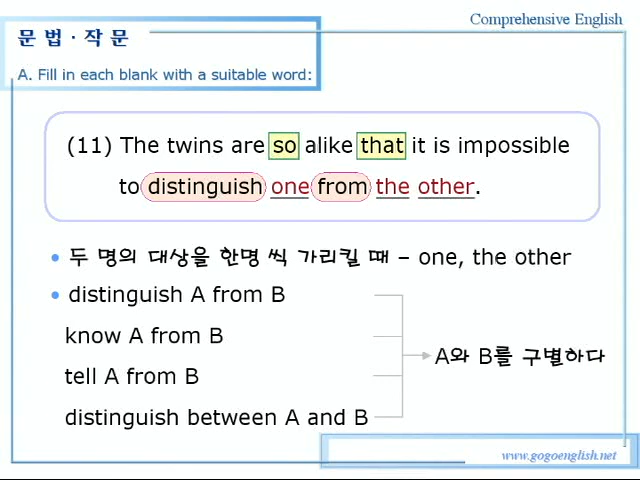 Comprehensive English
문 법 · 작 문
A. Fill in each blank with a suitable word:
(11) The twins are so alike that it is impossible
to distinguish one from the other.
• 두 명의 대상을 한명 씩 가리킬 때 – one, the other
• distinguish A from B
know A from B
tell A from B
distinguish between A and B
A와 B를 구별하다
www.gogoenglish.net